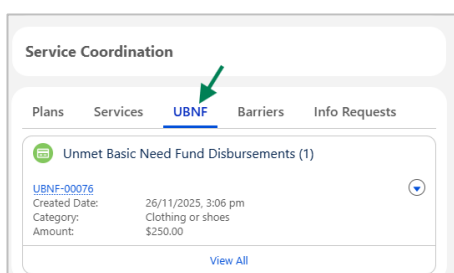 Service Coordination
Plans Services UBNF Barriers Info Requests
Unmet Basic Need Fund Disbursements (1)
UBNF-00076
Created Date: 26/11/2025, 3:06 pm
Category: Clothing or shoes
Amount: $250.00
View All